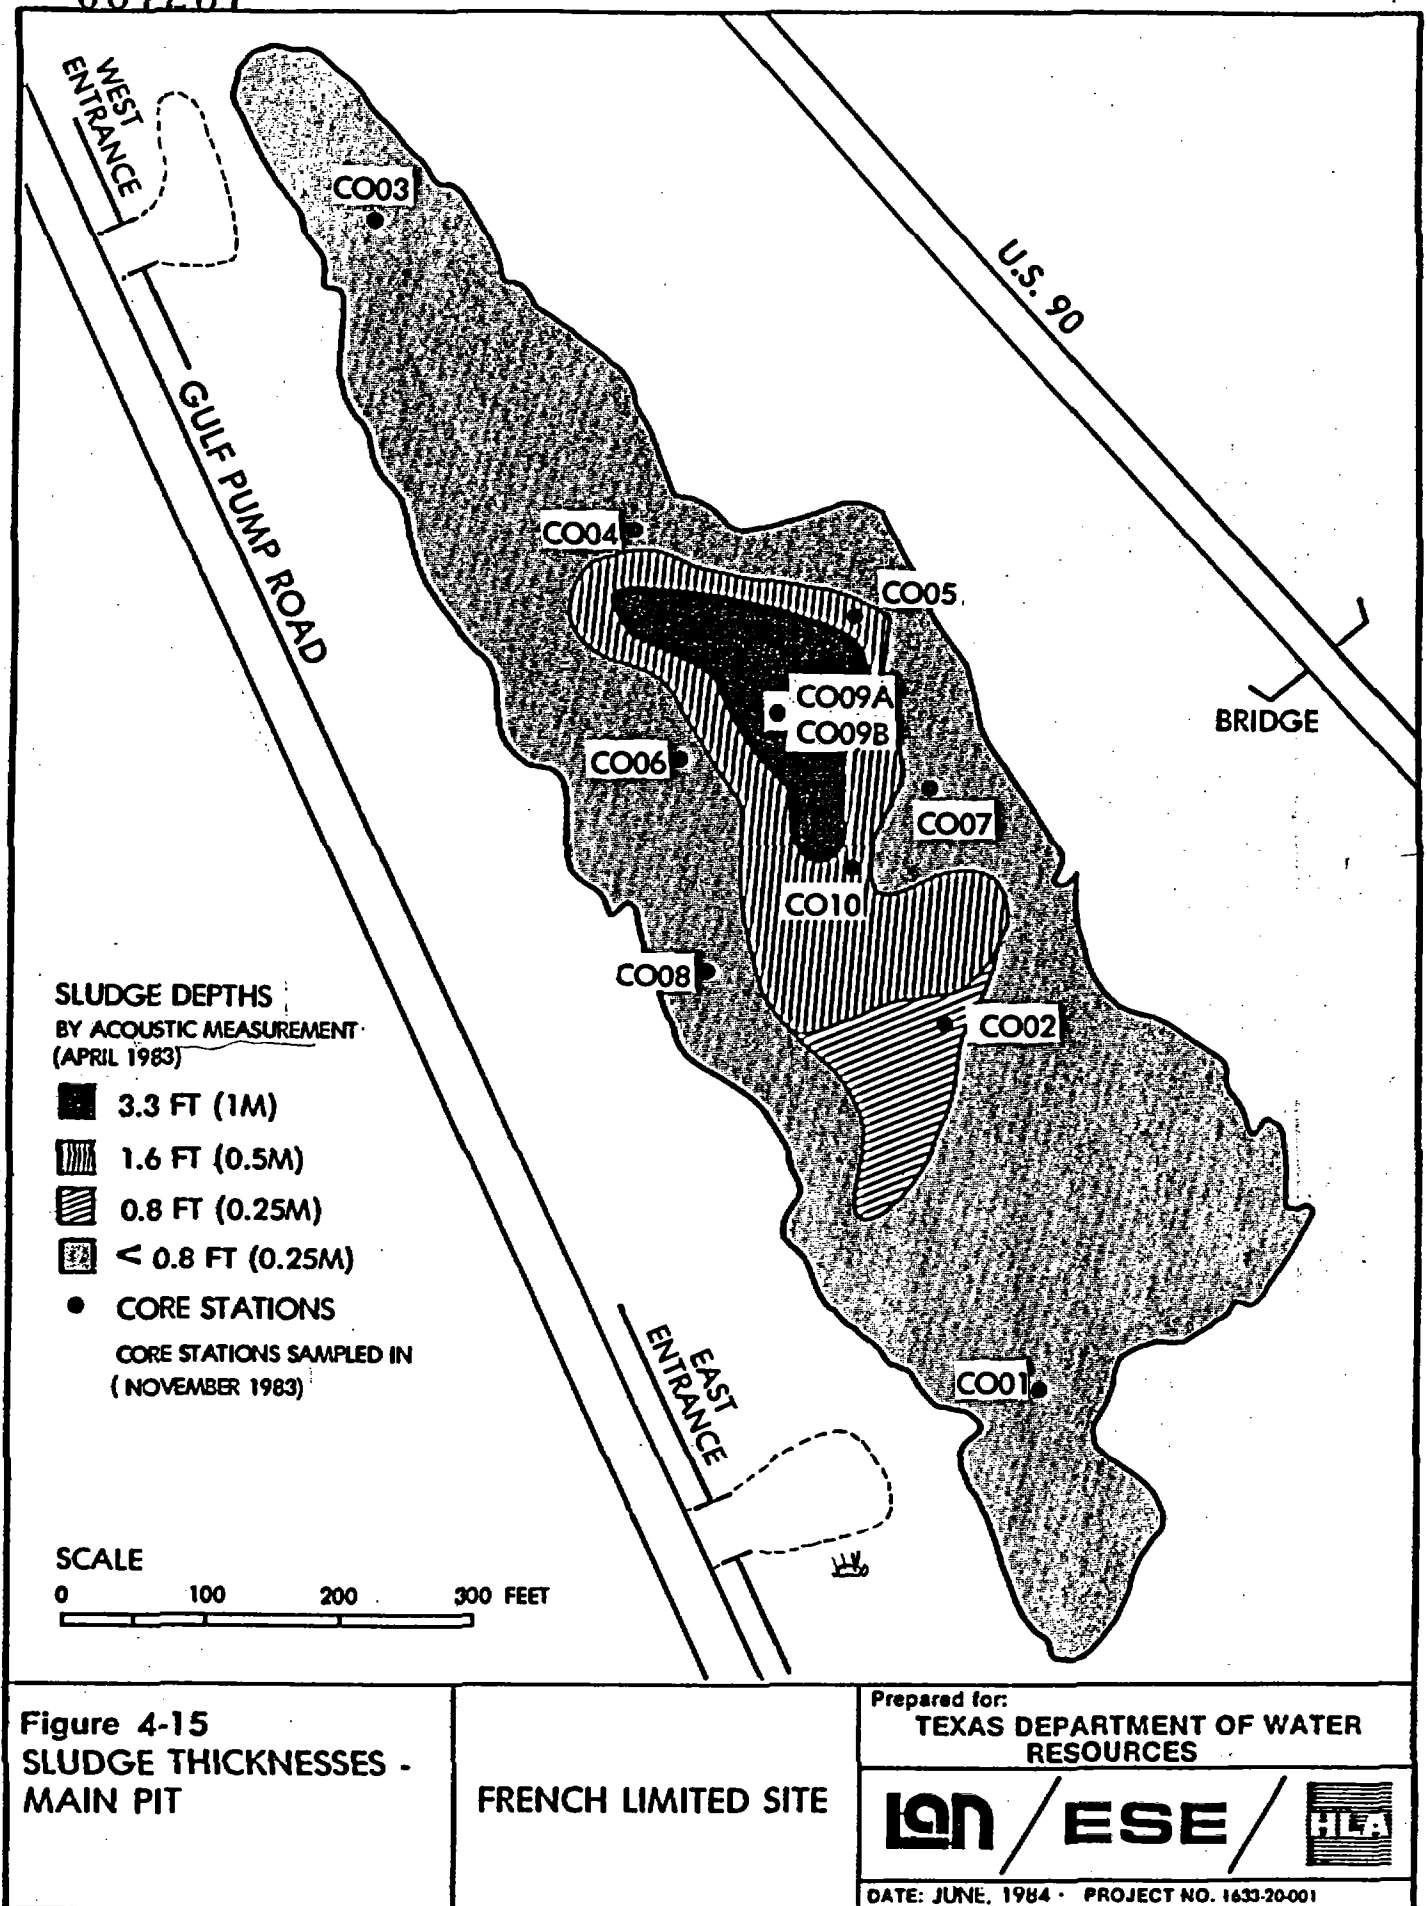 WEST
ENTRANCE
CO03
U.S. 90
GULF PUMP ROAD
CO04
CO05
CO09A
CO09B
CO06
BRIDGE
CO07
CO10
CO08
CO02
SLUDGE DEPTHS
BY ACOUSTIC MEASUREMENT
(APRIL 1983)
3.3 FT (1M)
1.6 FT (0.5M)
0.8 FT (0.25M)
< 0.8 FT (0.25M)
CORE STATIONS
CORE STATIONS SAMPLED IN
(NOVEMBER 1983)
EAST
ENTRANCE
CO01
SCALE
0 100 200 300 FEET
Figure 4-15
SLUDGE THICKNESSES -
MAIN PIT
FRENCH LIMITED SITE
Prepared for:
TEXAS DEPARTMENT OF WATER
RESOURCES
Lan / ESE / HLA
DATE: JUNE, 1984 · PROJECT NO. 1633-20-001